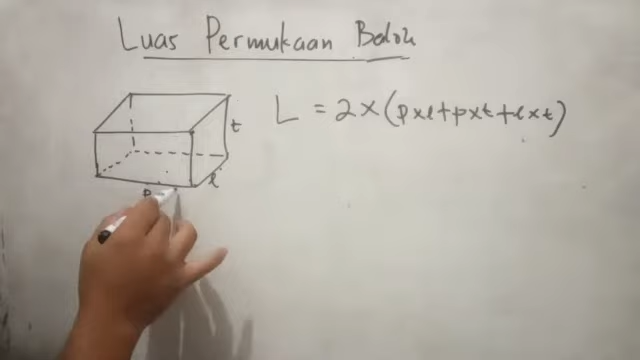 Luas Permukaan Balok
L = 2 x (p x l + p x t + l x t)
t
l
p